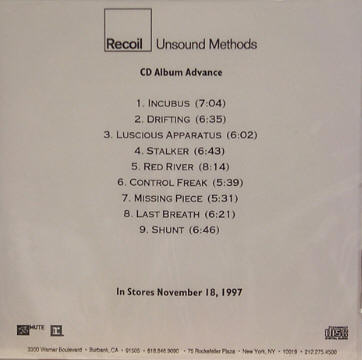 Recoil Unsound Methods
CD Album Advance
1. INCUBUS (7:04)
2. DRIFTING (6:35)
3. LUSCIOUS APPARATUS (6:02)
4. STALKER (6:43)
5. RED RIVER (8:14)
6. CONTROL FREAK (5:39)
7. MISSING PIECE (5:31)
8. LAST BREATH (6:21)
9. SHUNT (6:46)
In Stores November 18, 1997
MUTE
3300 Warner Boulevard • Burbank, CA • 91505 • 818.846.9090 • 75 Rockefeller Plaza • New York, NY • 10019 • 212.275.4500